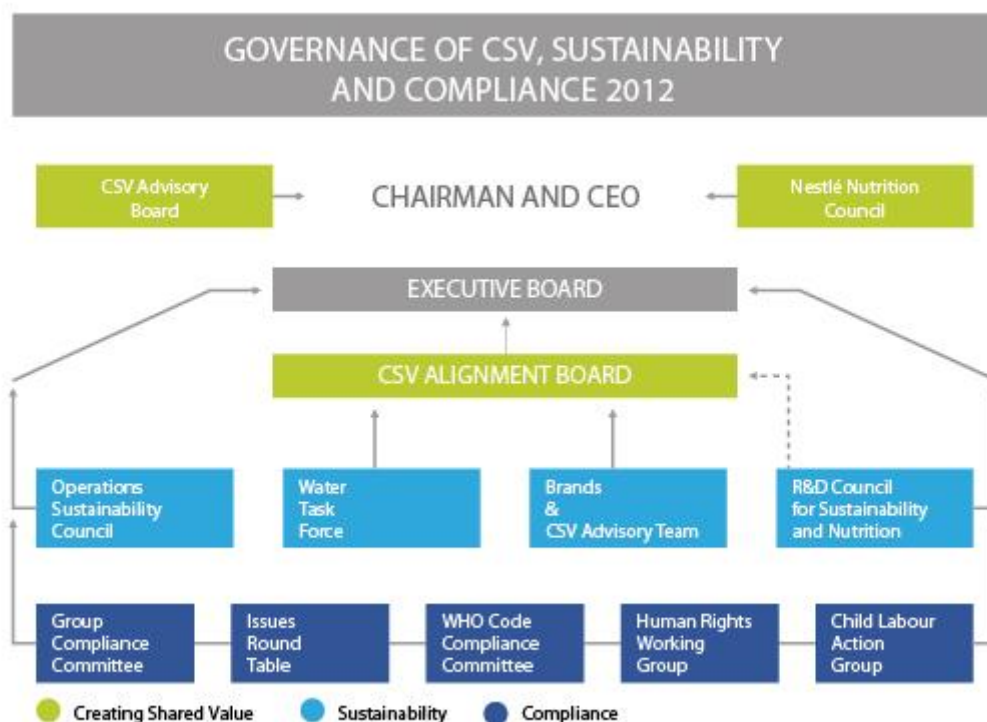 GOVERNANCE OF CSV, SUSTAINABILITY
AND COMPLIANCE 2012
CSV Advisory
Board
CHAIRMAN AND CEO
Nestlé Nutrition
Council
EXECUTIVE BOARD
CSV ALIGNMENT BOARD
Operations
Sustainability
Council
Water
Task
Force
Brands
&
CSV Advisory Team
R&D Council
for Sustainability
and Nutrition
Group
Compliance
Committee
Issues
Round
Table
WHO Code
Compliance
Committee
Human Rights
Working
Group
Child Labour
Action
Group
Creating Shared Value
Sustainability
Compliance